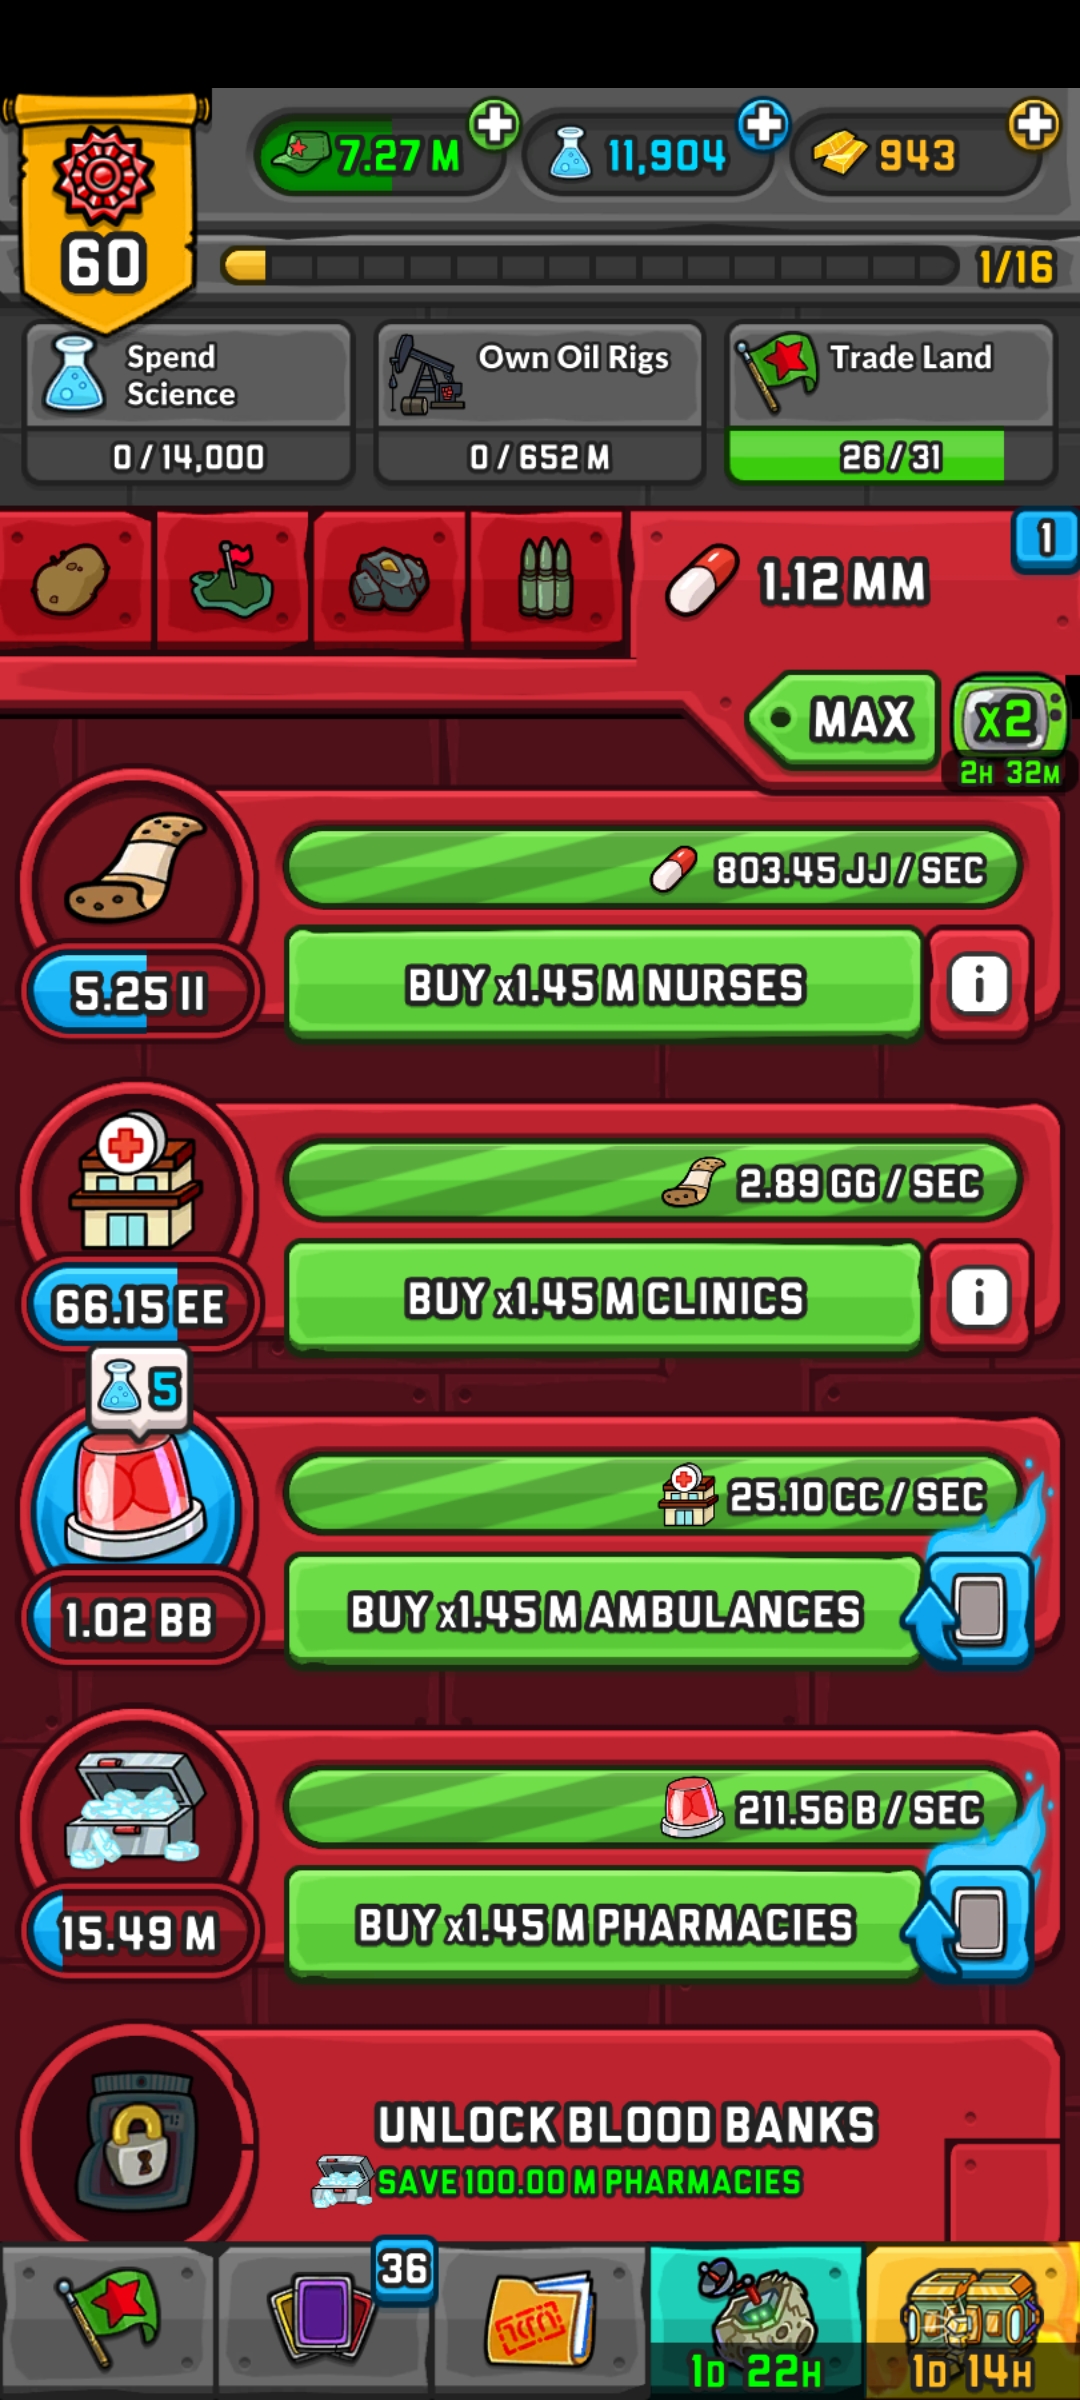 7.27 M
11,904
943
60
1/16
Spend
Science
0/14,000
Own Oil Rigs
0/652 M
Trade Land
26/31
1.12 MM
1
MAX
x2
2H 32M
803.45 JJ/SEC
5.25 II
BUY x1.45 M NURSES
i
2.89 GG/SEC
66.15 EE
BUY x1.45 M CLINICS
i
5
25.10 CC/SEC
1.02 BB
BUY x1.45 M AMBULANCES
211.56 B/SEC
15.49 M
BUY x1.45 M PHARMACIES
UNLOCK BLOOD BANKS
SAVE 100.00 M PHARMACIES
36
1D 22H
1D 14H